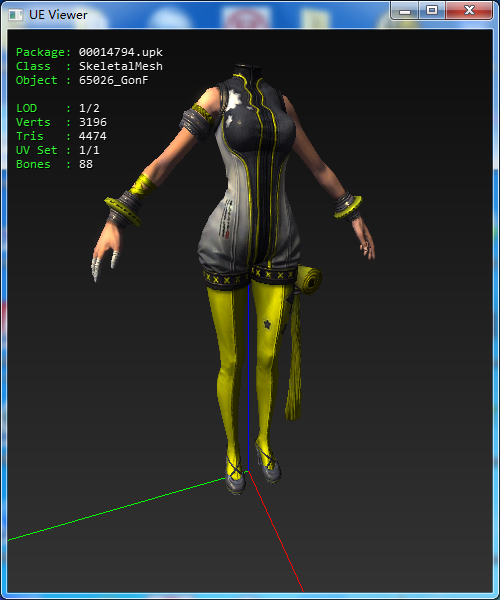 UE Viewer
Package: 00014794.upk
Class : SkeletalMesh
Object : 65026_GonF
LOD : 1/2
Verts : 3196
Tris : 4474
UV Set : 1/1
Bones : 88